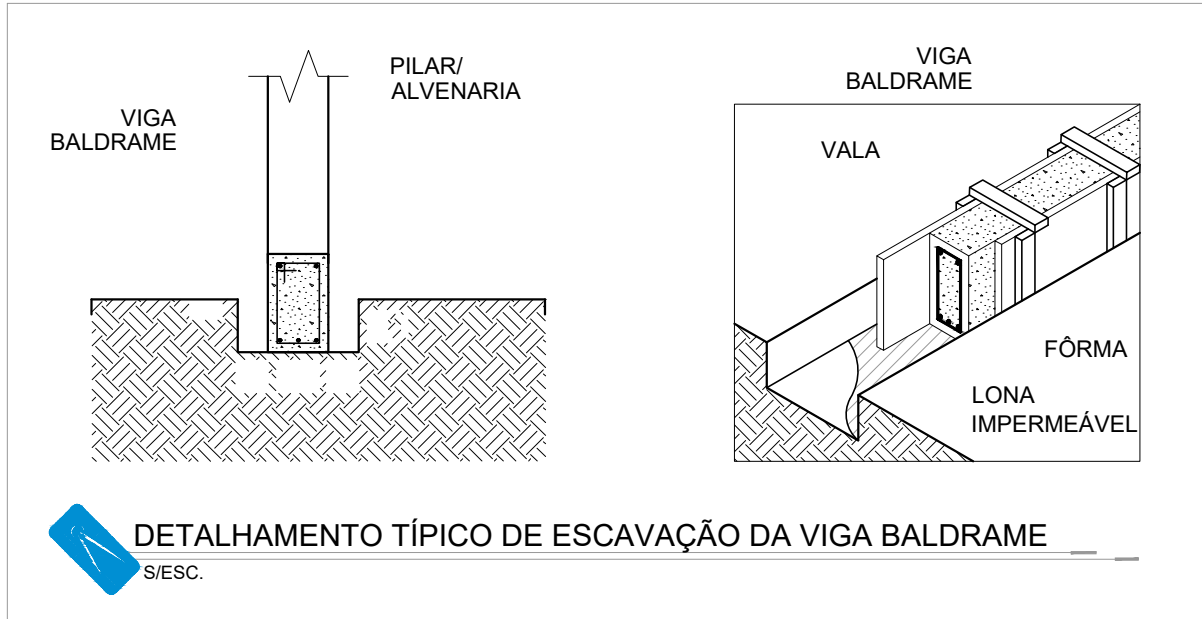 PILAR/
ALVENARIA
VIGA
BALDRAME
VIGA
BALDRAME
VALA
FÔRMA
LONA
IMPERMEÁVEL
DETALHAMENTO TÍPICO DE ESCAVAÇÃO DA VIGA BALDRAME
S/ESC.